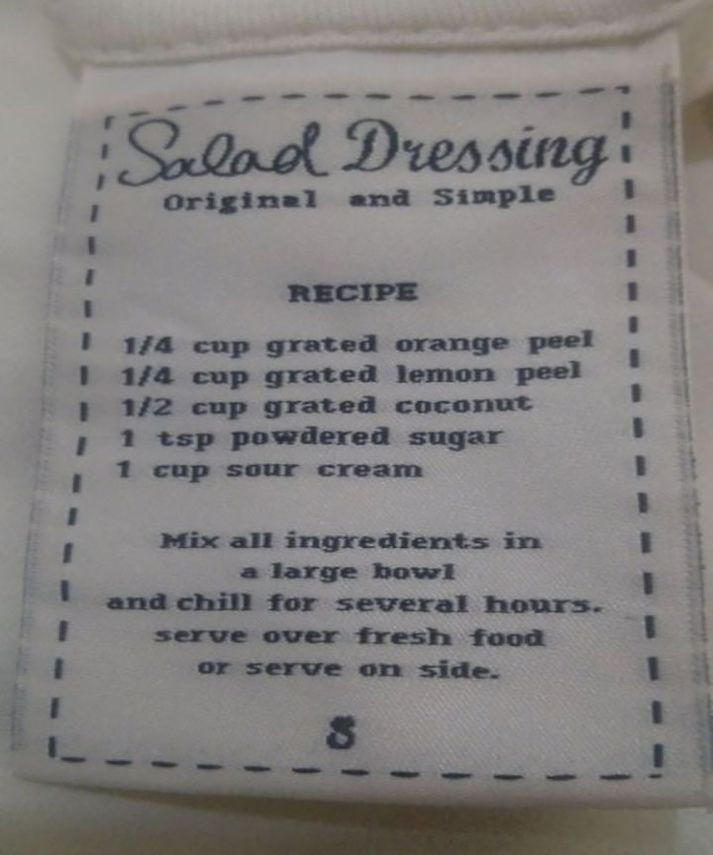 Salad Dressing
Original and Simple
RECIPE
1/4 cup grated orange peel
1/4 cup grated lemon peel
1/2 cup grated coconut
1 tsp powdered sugar
1 cup sour cream
Mix all ingredients in
a large bowl
and chill for several hours.
serve over fresh food
or serve on side.
S